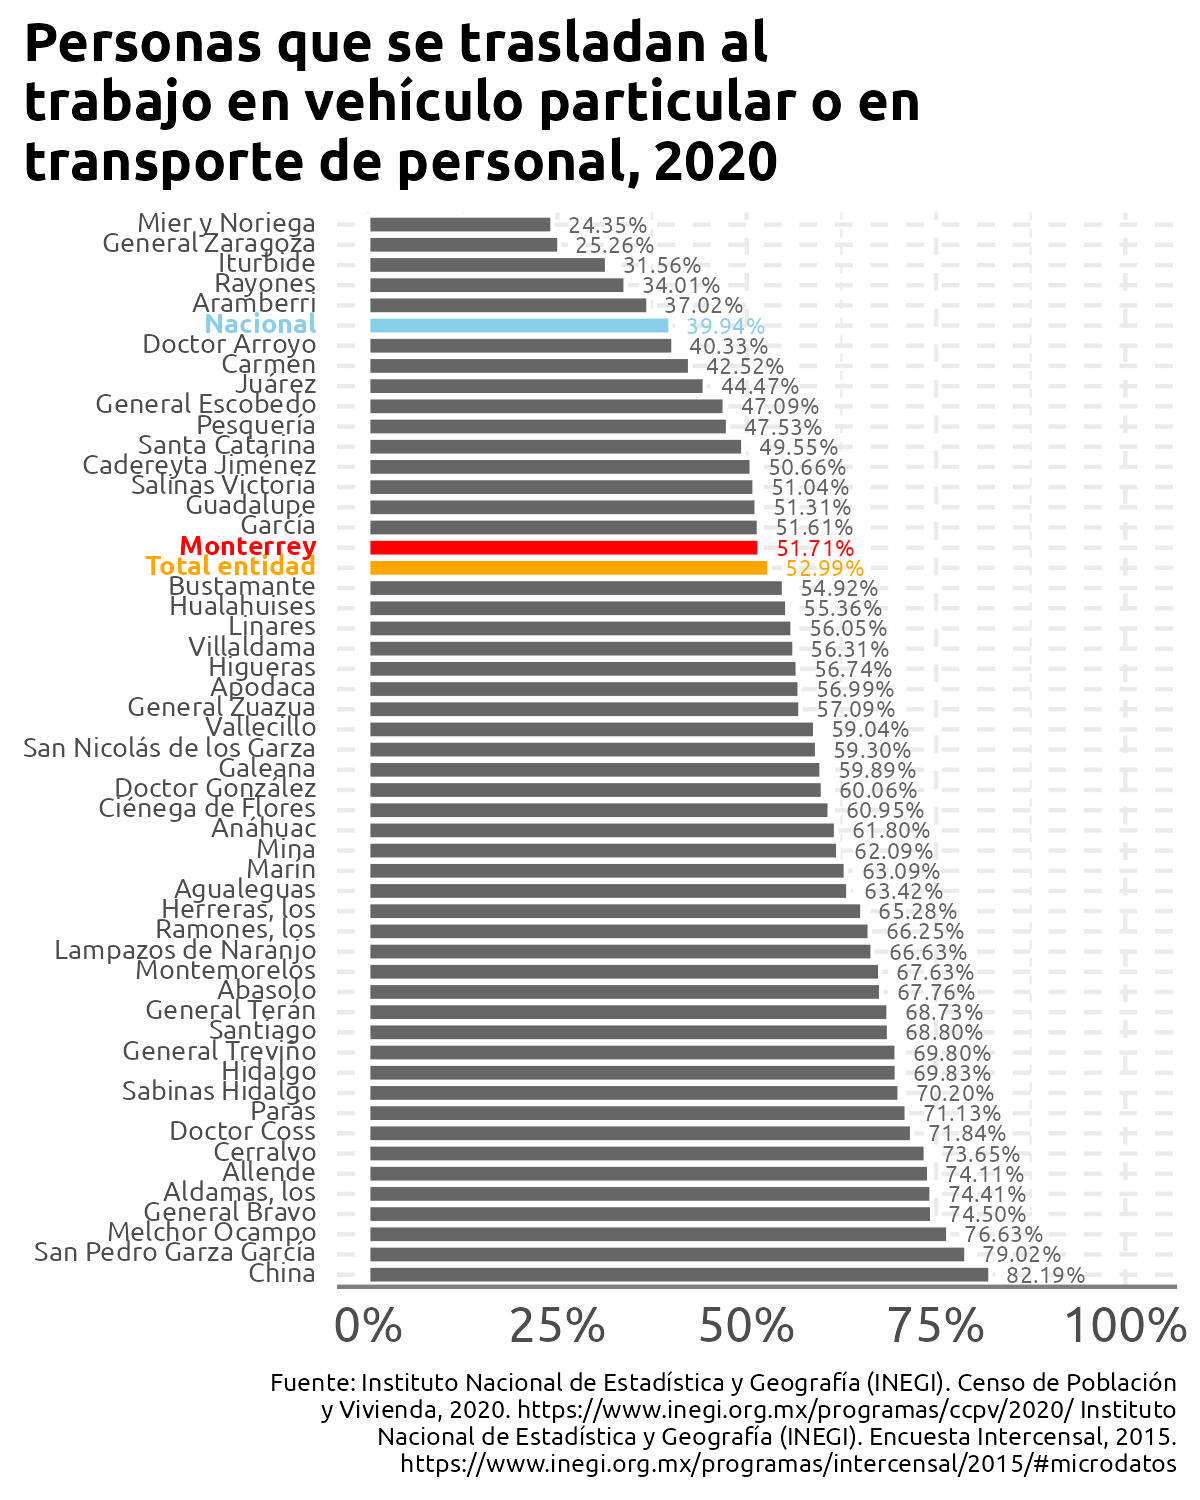 Personas que se trasladan al
trabajo en vehículo particular o en
transporte de personal, 2020
Mier y Noriega 24.35%
General Zaragoza 25.26%
Iturbide 31.56%
Rayones 34.01%
Aramberri 37.02%
Nacional 39.94%
Doctor Arroyo 40.33%
Carmen 42.52%
Juárez 44.47%
General Escobedo 47.09%
Pesquería 47.53%
Santa Catarina 49.55%
Cadereyta Jiménez 50.66%
Salinas Victoria 51.04%
Guadalupe 51.31%
García 51.61%
Monterrey 51.71%
Total entidad 52.99%
Bustamante 54.92%
Hualahuises 55.36%
Linares 56.05%
Villaldama 56.31%
Higueras 56.74%
Apodaca 56.99%
General Zuazua 57.09%
Vallecillo 59.04%
San Nicolás de los Garza 59.30%
Galeana 59.89%
Doctor González 60.06%
Ciénega de Flores 60.95%
Anáhuac 61.80%
Mina 62.09%
Marín 63.09%
Agualeguas 63.42%
Herreras, los 65.28%
Ramones, los 66.25%
Lampazos de Naranjo 66.63%
Montemorelos 67.63%
Abasolo 67.76%
General Terán 68.73%
Santiago 68.80%
General Treviño 69.80%
Hidalgo 69.83%
Sabinas Hidalgo 70.20%
Parás 71.13%
Doctor Coss 71.84%
Cerralvo 73.65%
Allende 74.11%
Aldamas, los 74.41%
General Bravo 74.50%
Melchor Ocampo 76.63%
San Pedro Garza García 79.02%
China 82.19%
0% 25% 50% 75% 100%
Fuente: Instituto Nacional de Estadística y Geografía (INEGI). Censo de Población
y Vivienda, 2020. https://www.inegi.org.mx/programas/ccpv/2020/ Instituto
Nacional de Estadística y Geografía (INEGI). Encuesta Intercensal, 2015.
https://www.inegi.org.mx/programas/intercensal/2015/#microdatos